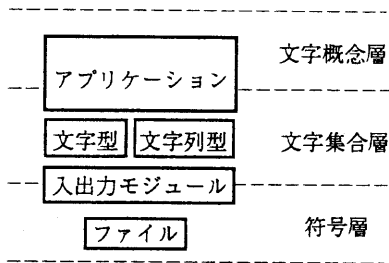 文字概念層
アプリケーション
文字型 文字列型 文字集合層
入出力モジュール
ファイル 符号層